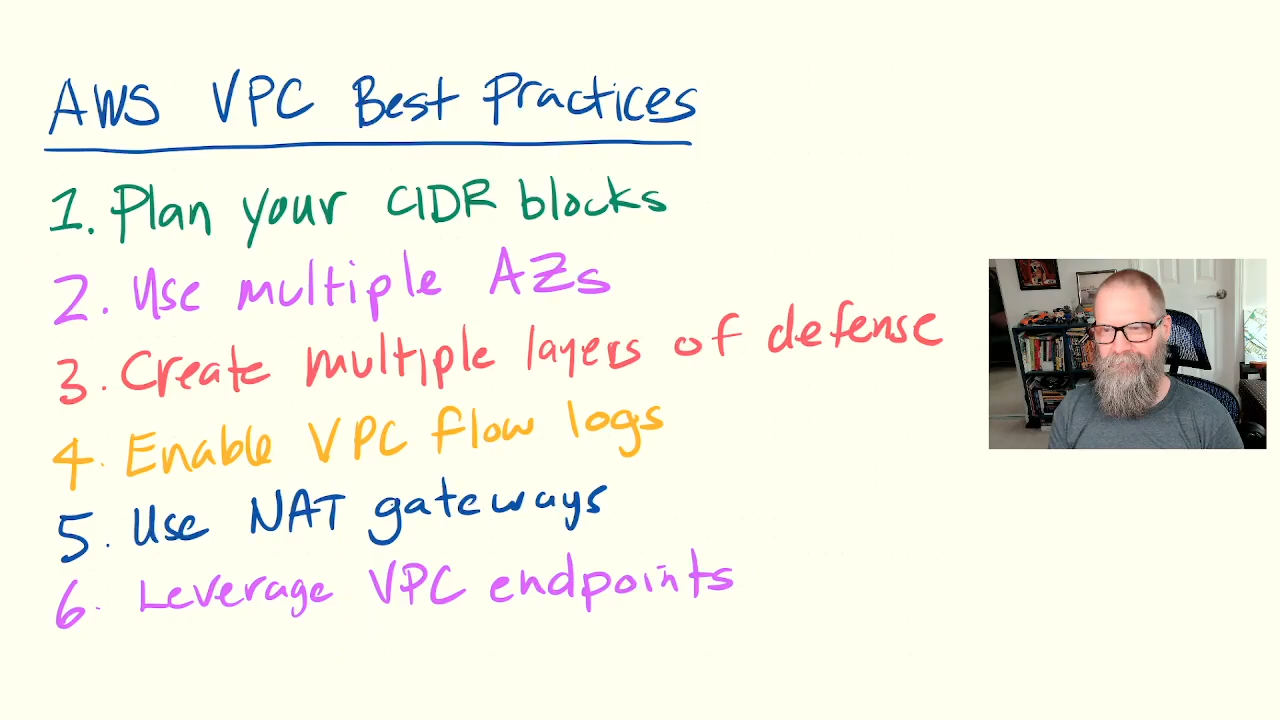 AWS VPC Best Practices
1. Plan your CIDR blocks
2. Use multiple AZs
3. Create multiple layers of defense
4. Enable VPC flow logs
5. Use NAT gateways
6. Leverage VPC endpoints